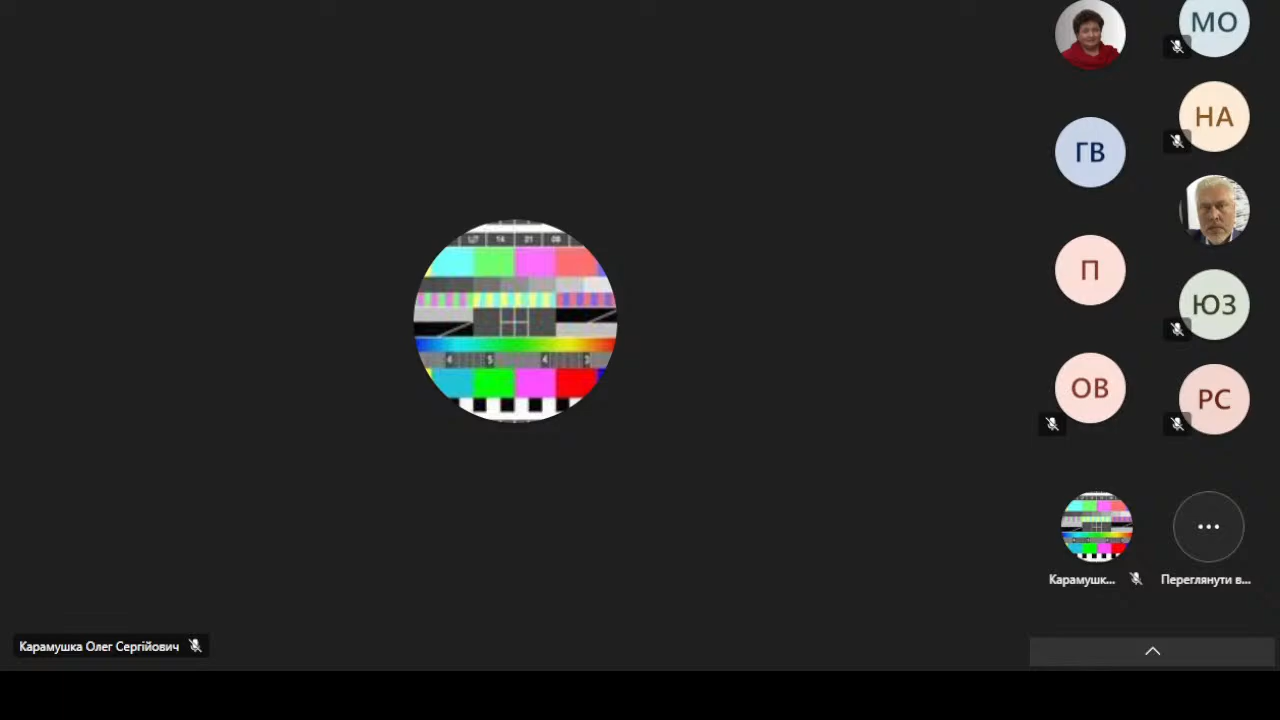 МО
НА
ГВ
П
ЮЗ
ОВ
РС
Карамушк...
Переглянути в...
Карамушка Олег Сергійович